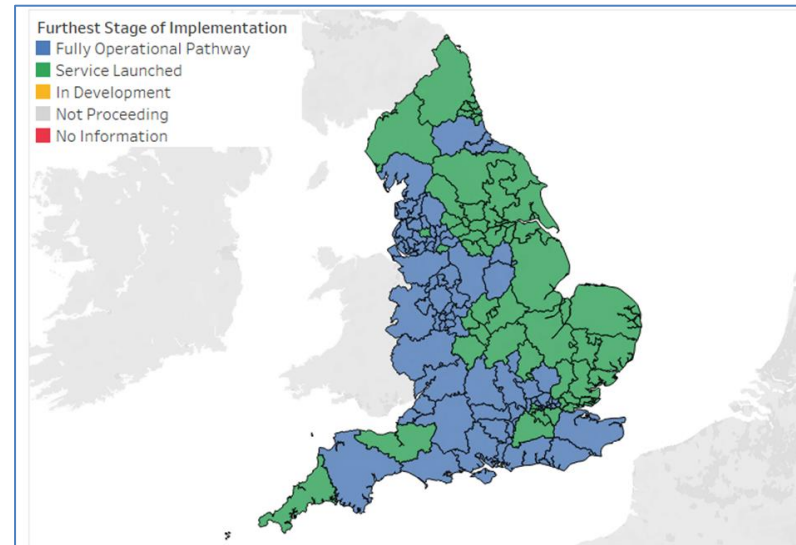 Furthest Stage of Implementation
Fully Operational Pathway
Service Launched
In Development
Not Proceeding
No Information